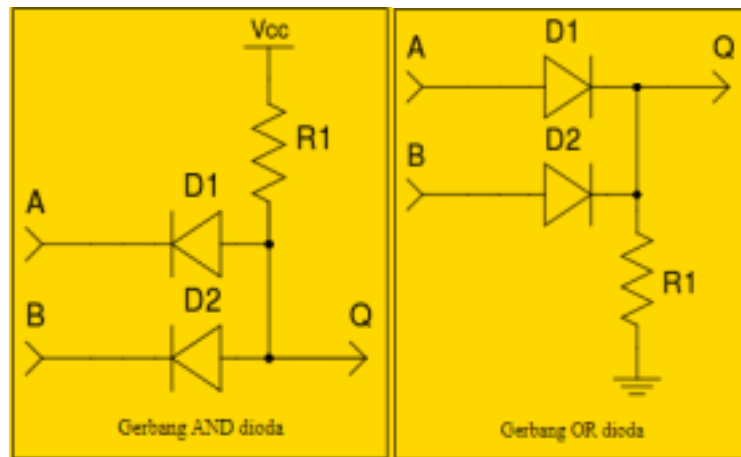 Vcc
R1
D1
A
D2
B
Q
Gerbang AND dioda
D1
A
Q
D2
B
R1
Gerbang OR dioda